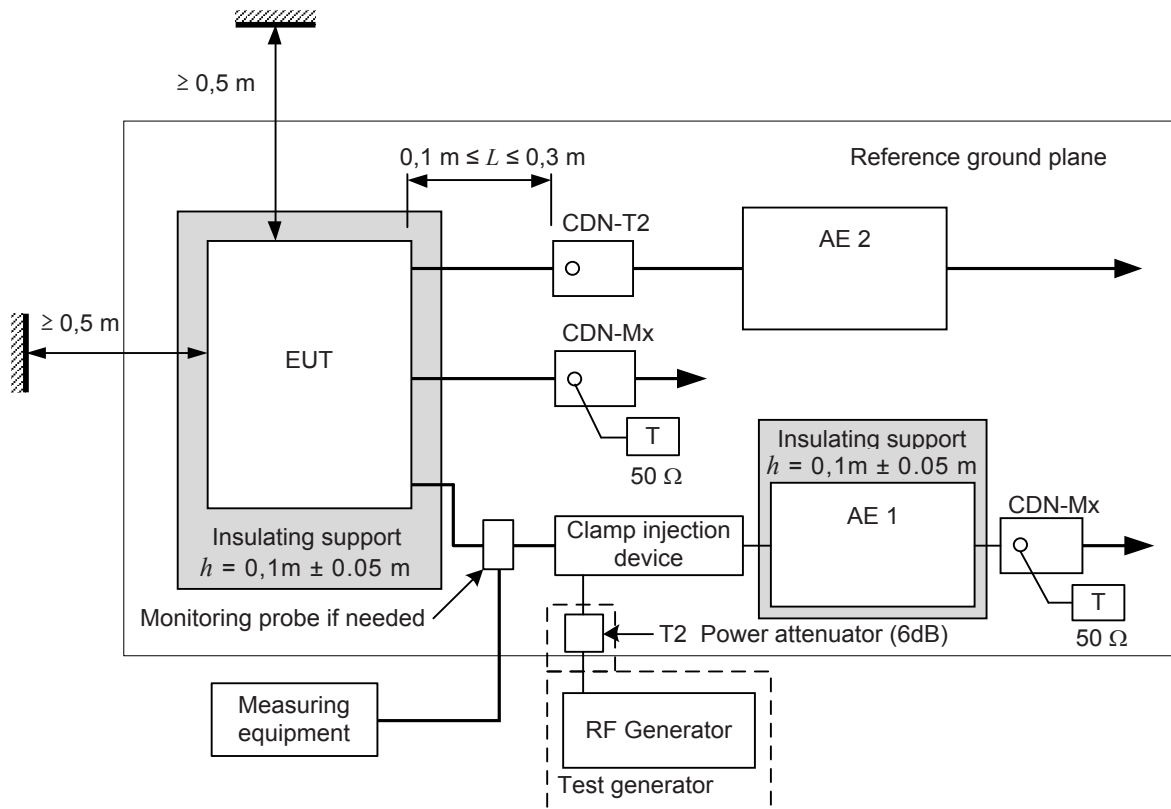 ≥ 0,5 m
0,1 m ≤ L ≤ 0,3 m
Reference ground plane
CDN-T2
AE 2
≥ 0,5 m
EUT
CDN-Mx
T
50 Ω
Insulating support
h = 0,1m ± 0.05 m
AE 1
CDN-Mx
T
50 Ω
Insulating support
h = 0,1m ± 0.05 m
Clamp injection
device
Monitoring probe if needed
T2 Power attenuator (6dB)
Measuring
equipment
RF Generator
Test generator